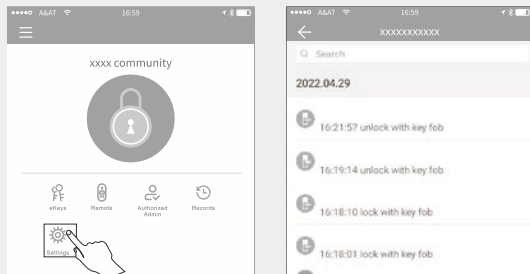 A&AT 16:59
xxxx community
eKeys Remote Authorized Admin Records
Settings
A&AT 16:59
xxxxxxxxxxx
Search
2022.04.29
16:21:57 unlock with key fob
16:19:14 unlock with key fob
16:18:10 lock with key fob
16:18:01 lock with key fob